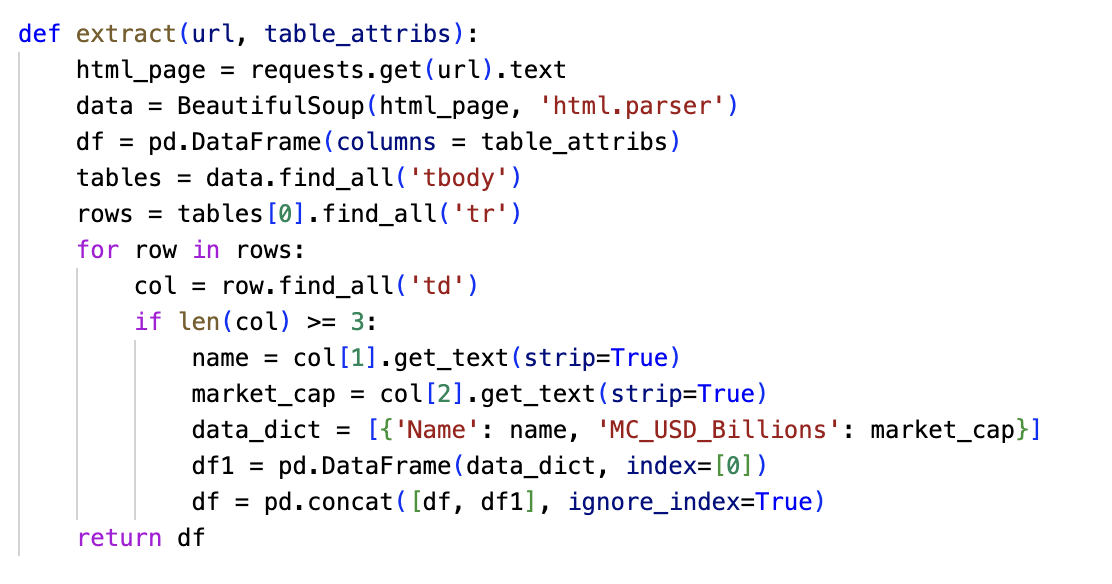 def extract(url, table_attribs):
    html_page = requests.get(url).text
    data = BeautifulSoup(html_page, 'html.parser')
    df = pd.DataFrame(columns = table_attribs)
    tables = data.find_all('tbody')
    rows = tables[0].find_all('tr')
    for row in rows:
        col = row.find_all('td')
        if len(col) >= 3:
            name = col[1].get_text(strip=True)
            market_cap = col[2].get_text(strip=True)
            data_dict = [{'Name': name, 'MC_USD_Billions': market_cap}]
            df1 = pd.DataFrame(data_dict, index=[0])
            df = pd.concat([df, df1], ignore_index=True)
    return df